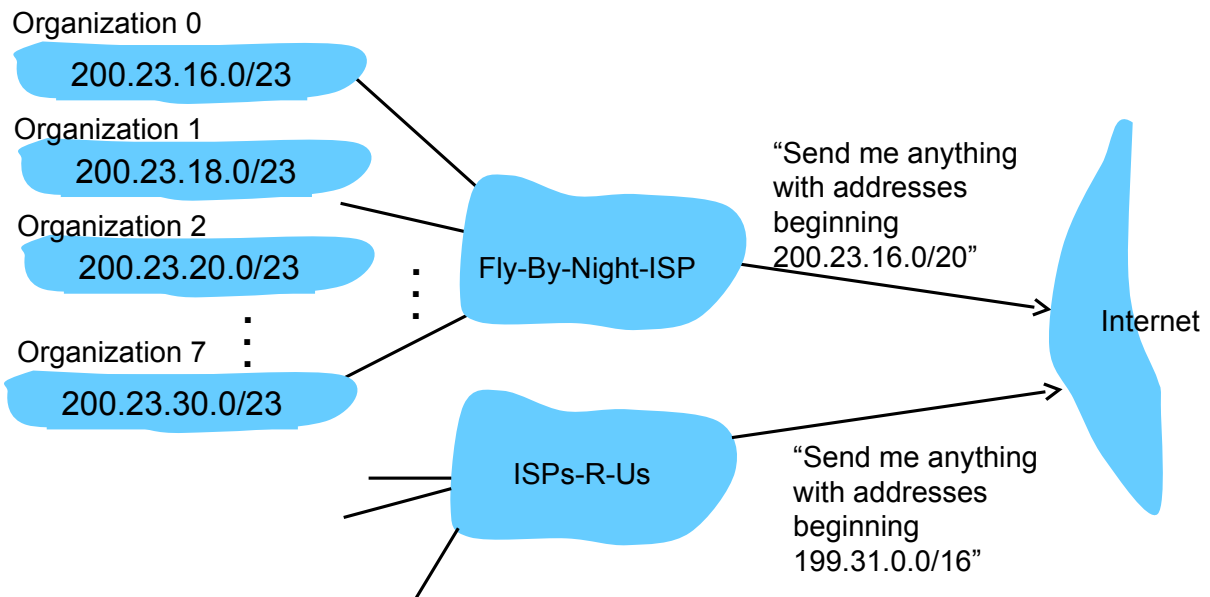 Organization 0
200.23.16.0/23
Organization 1
200.23.18.0/23
Organization 2
200.23.20.0/23
Organization 7
200.23.30.0/23
Fly-By-Night-ISP
“Send me anything
with addresses
beginning
200.23.16.0/20”
Internet
ISPs-R-Us
“Send me anything
with addresses
beginning
199.31.0.0/16”